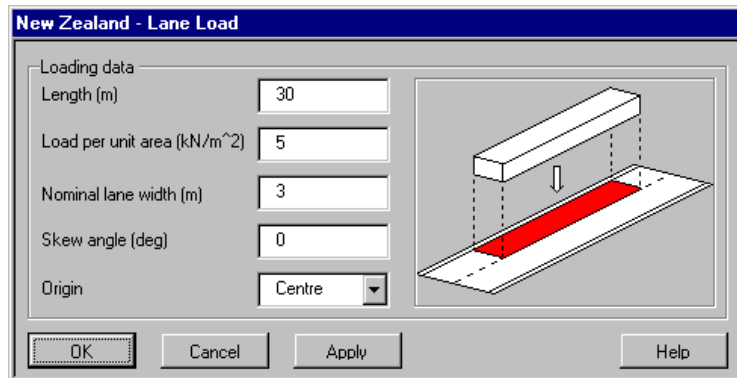 New Zealand - Lane Load
Loading data
Length (m) 30
Load per unit area (kN/m^2) 5
Nominal lane width (m) 3
Skew angle (deg) 0
Origin Centre
OK Cancel Apply Help